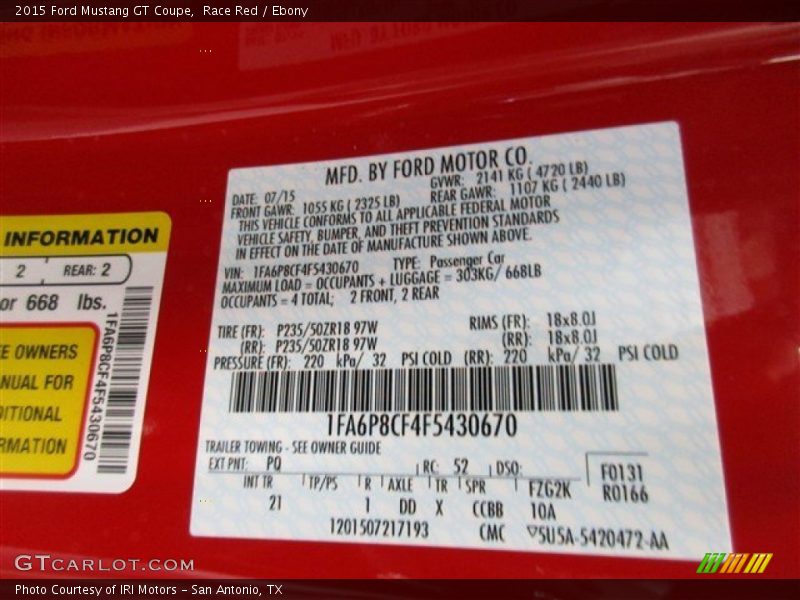 2015 Ford Mustang GT Coupe, Race Red / Ebony
INFORMATION
2 REAR: 2
or 668 lbs.
EE OWNERS
NUAL FOR
DITIONAL
RMATION
1FA6P8CF4F5430670
MFD. BY FORD MOTOR CO.
DATE: 07/15 GVWR: 2141 KG ( 4720 LB)
FRONT GAWR: 1055 KG ( 2325 LB) REAR GAWR: 1107 KG ( 2440 LB)
THIS VEHICLE CONFORMS TO ALL APPLICABLE FEDERAL MOTOR
VEHICLE SAFETY, BUMPER, AND THEFT PREVENTION STANDARDS
IN EFFECT ON THE DATE OF MANUFACTURE SHOWN ABOVE.
VIN: 1FA6P8CF4F5430670 TYPE: Passenger Car
MAXIMUM LOAD = OCCUPANTS + LUGGAGE = 303KG/ 668LB
OCCUPANTS = 4 TOTAL; 2 FRONT, 2 REAR
TIRE (FR): P235/50ZR18 97W RIMS (FR): 18x8.0J
(RR): P235/50ZR18 97W (RR): 18x8.0J
PRESSURE (FR): 220 kPa/ 32 PSI COLD (RR): 220 kPa/ 32 PSI COLD
1FA6P8CF4F5430670
TRAILER TOWING - SEE OWNER GUIDE
EXT PNT: PQ RC: 52 DSO: F0131
INT TR TP/PS R AXLE TR SPR FZG2K R0166
21 1 DD X CCBB 10A
1201507217193 CMC ▽5U5A-5420472-AA
GTCARLOT.COM
Photo Courtesy of IRI Motors – San Antonio, TX